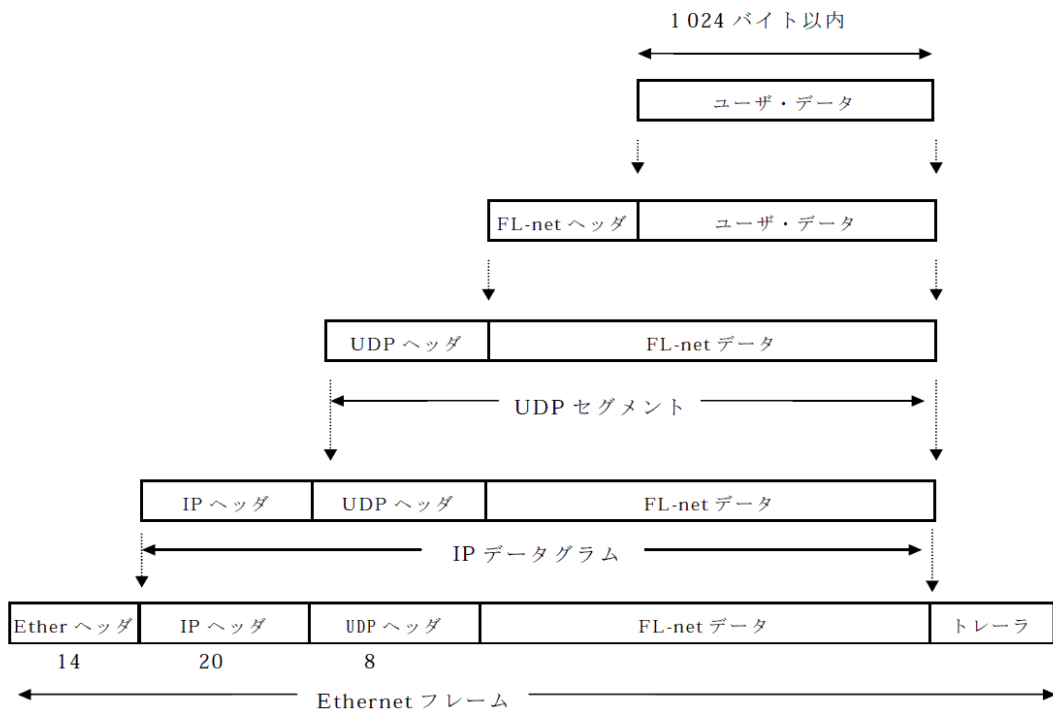 1 024 バイト以内
ユーザ・データ
FL-net ヘッダ ユーザ・データ
UDP ヘッダ FL-net データ
UDP セグメント
IP ヘッダ UDP ヘッダ FL-net データ
IP データグラム
Ether ヘッダ IP ヘッダ UDP ヘッダ FL-net データ トレーラ
14 20 8
Ethernet フレーム